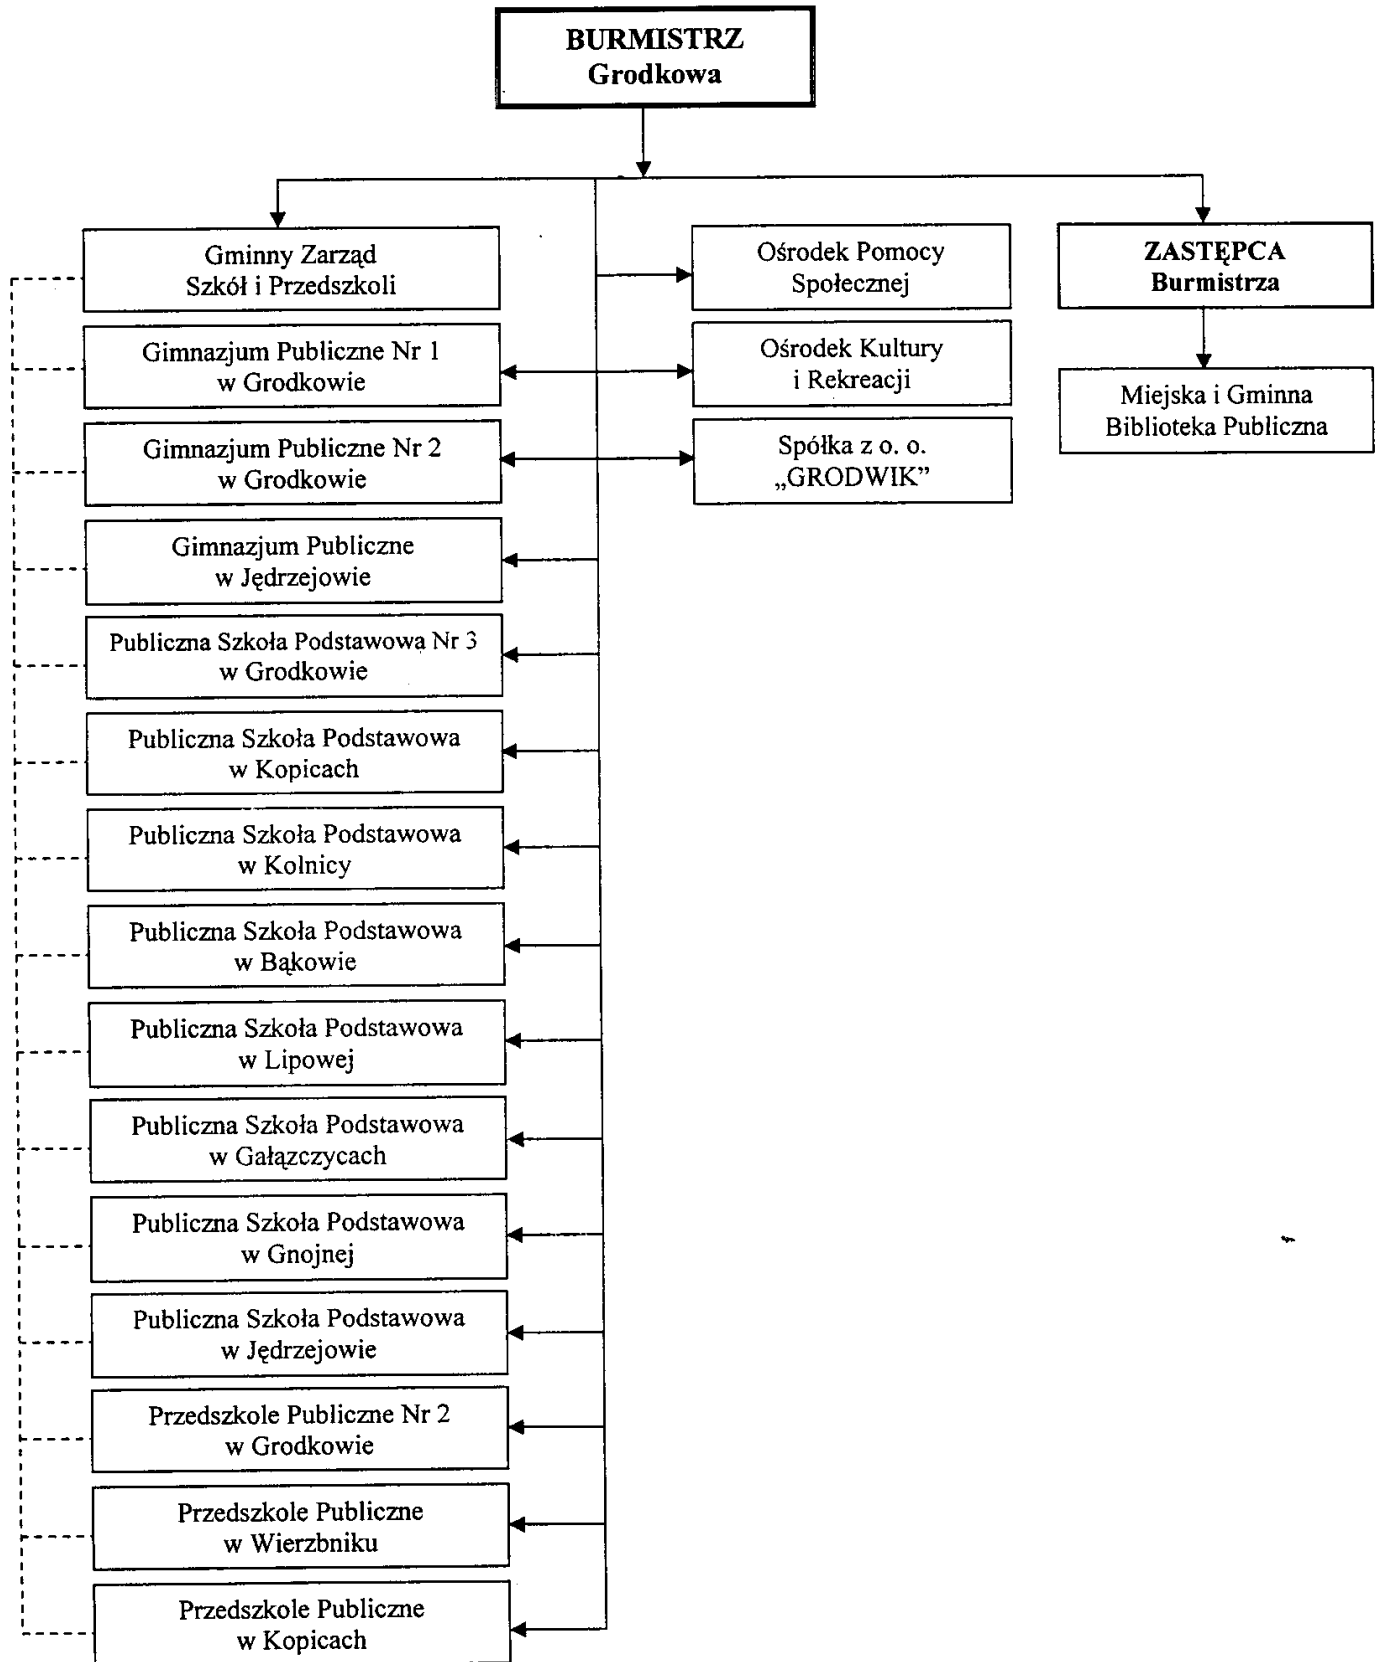 BURMISTRZ
Grodkowa
Gminny Zarząd
Szkół i Przedszkoli
Gimnazjum Publiczne Nr 1
w Grodkowie
Gimnazjum Publiczne Nr 2
w Grodkowie
Gimnazjum Publiczne
w Jędrzejowie
Publiczna Szkoła Podstawowa Nr 3
w Grodkowie
Publiczna Szkoła Podstawowa
w Kopicach
Publiczna Szkoła Podstawowa
w Kolnicy
Publiczna Szkoła Podstawowa
w Bąkowie
Publiczna Szkoła Podstawowa
w Lipowej
Publiczna Szkoła Podstawowa
w Gałązczycach
Publiczna Szkoła Podstawowa
w Gnojnej
Publiczna Szkoła Podstawowa
w Jędrzejowie
Przedszkole Publiczne Nr 2
w Grodkowie
Przedszkole Publiczne
w Wierzbniku
Przedszkole Publiczne
w Kopicach
Ośrodek Pomocy
Społecznej
Ośrodek Kultury
i Rekreacji
Spółka z o. o.
„GRODWIK”
ZASTĘPCA
Burmistrza
Miejska i Gminna
Biblioteka Publiczna